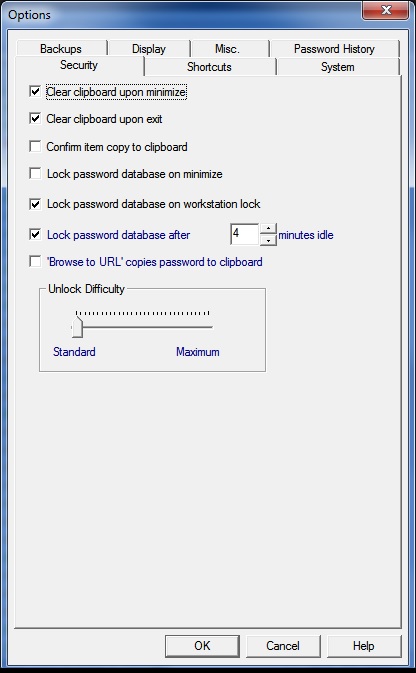 Options
Backups Display Misc. Password History
Security Shortcuts System
Clear clipboard upon minimize
Clear clipboard upon exit
Confirm item copy to clipboard
Lock password database on minimize
Lock password database on workstation lock
Lock password database after 4 minutes idle
'Browse to URL' copies password to clipboard
Unlock Difficulty
Standard Maximum
OK Cancel Help